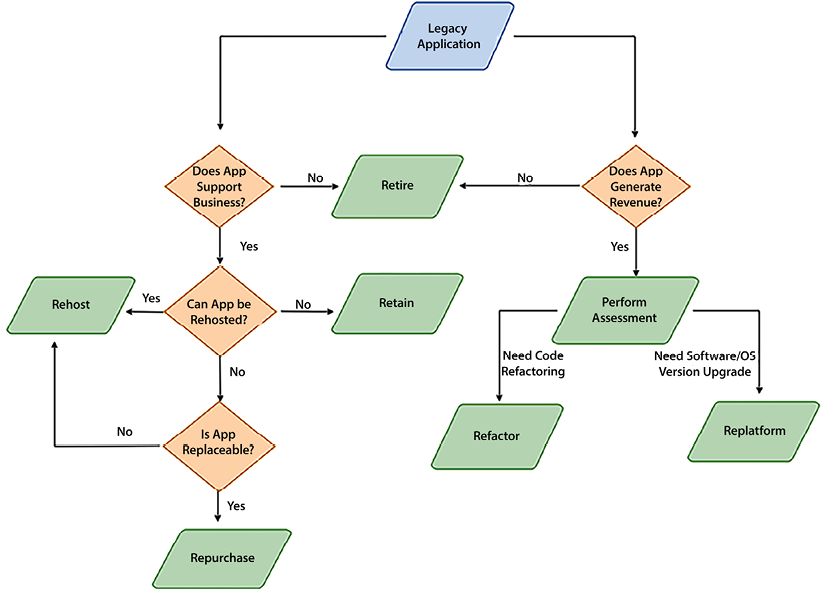 Legacy
Application
Does App
Support
Business?
No
Retire
No
Does App
Generate
Revenue?
Yes
Yes
Rehost
Yes
Can App be
Rehosted?
No
Retain
Perform
Assessment
Need Code
Refactoring
Need Software/OS
Version Upgrade
No
Is App
Replaceable?
No
Refactor
Replatform
Yes
Repurchase